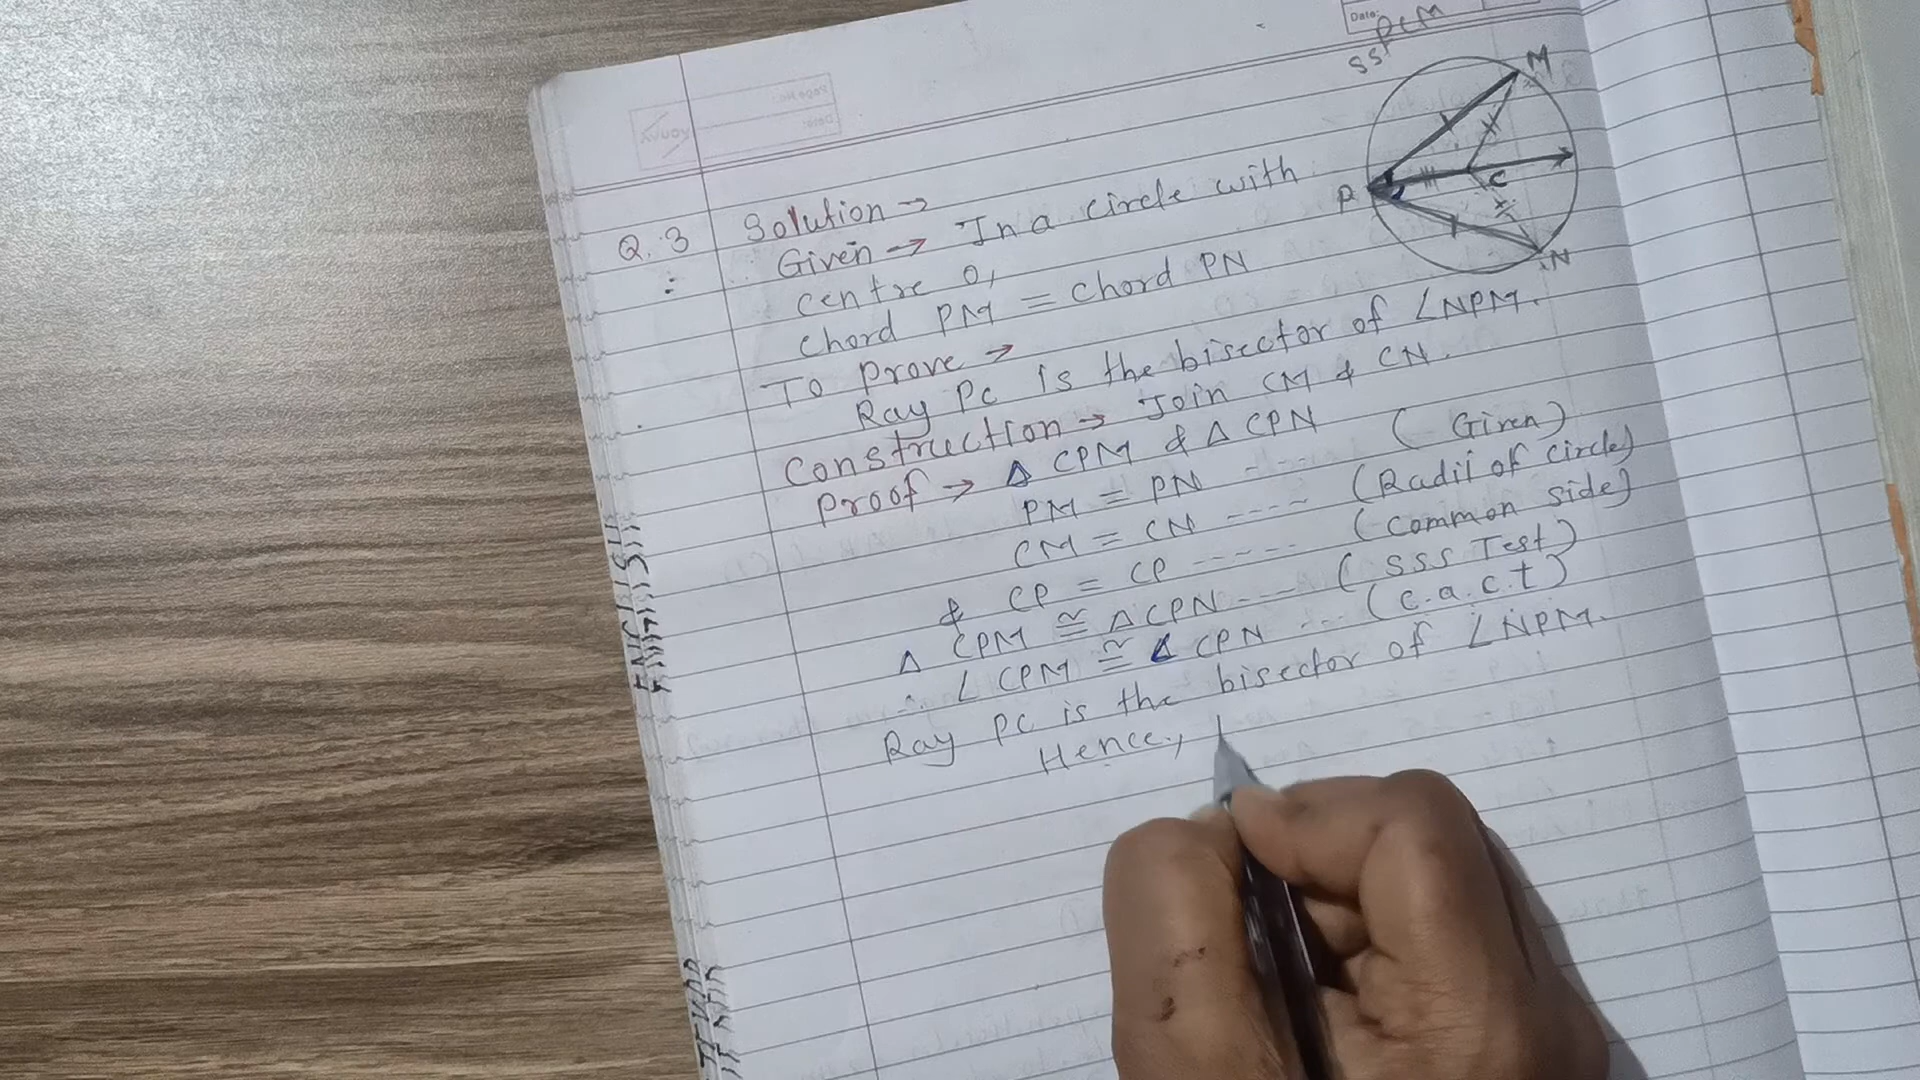 Date:
PCM
SS
M
P
C
N
Q.3 Solution →
: Given → In a circle with
centre O,
chord PM = chord PN
To prove →
Ray PC is the bisector of ∠NPM.
Construction → Join CM & CN.
Proof → Δ CPM & Δ CPN
PM = PN - - - - (Given)
CM = CN - - - - (Radii of circle)
& CP = CP - - - - - (common side)
Δ CPM ≅ Δ CPN - - - (SSS Test)
∴ ∠ CPM ≅ ∠ CPN ... (c.a.c.t)
Ray PC is the bisector of ∠NPM.
Hence,